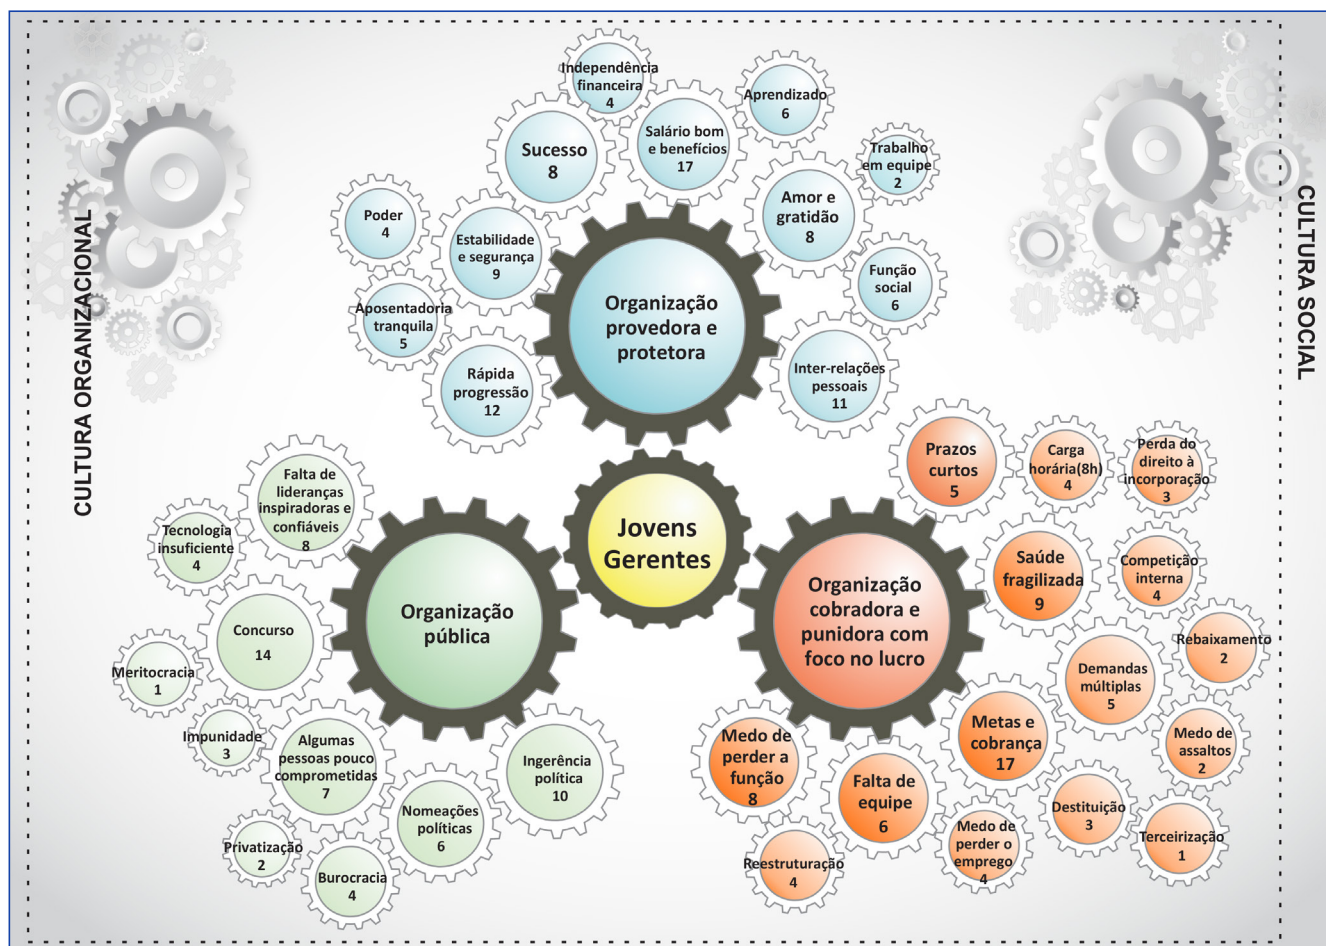 CULTURA ORGANIZACIONAL
CULTURA SOCIAL
Independência
financeira
4
Sucesso
8
Salário bom
e benefícios
17
Aprendizado
6
Trabalho
em equipe
2
Amor e
gratidão
8
Função
social
6
Inter-relações
pessoais
11
Poder
4
Estabilidade
e segurança
9
Aposentadoria
tranquila
5
Rápida
progressão
12
Organização
provedora e
protetora
Jovens
Gerentes
Organização
pública
Falta de
lideranças
inspiradoras e
confiáveis
8
Tecnologia
insuficiente
4
Concurso
14
Meritocracia
1
Impunidade
3
Algumas
pessoas pouco
comprometidas
7
Ingerência
política
10
Nomeações
políticas
6
Privatização
2
Burocracia
4
Organização
cobradora e
punidora com
foco no lucro
Prazos
curtos
5
Carga
horária(8h)
4
Perda do
direito à
incorporação
3
Saúde
fragilizada
9
Competição
interna
4
Rebaixamento
2
Demandas
múltiplas
5
Metas e
cobrança
17
Medo de
assaltos
2
Medo de
perder a
função
8
Falta de
equipe
6
Destituição
3
Terceirização
1
Medo de
perder o
emprego
4
Reestruturação
4